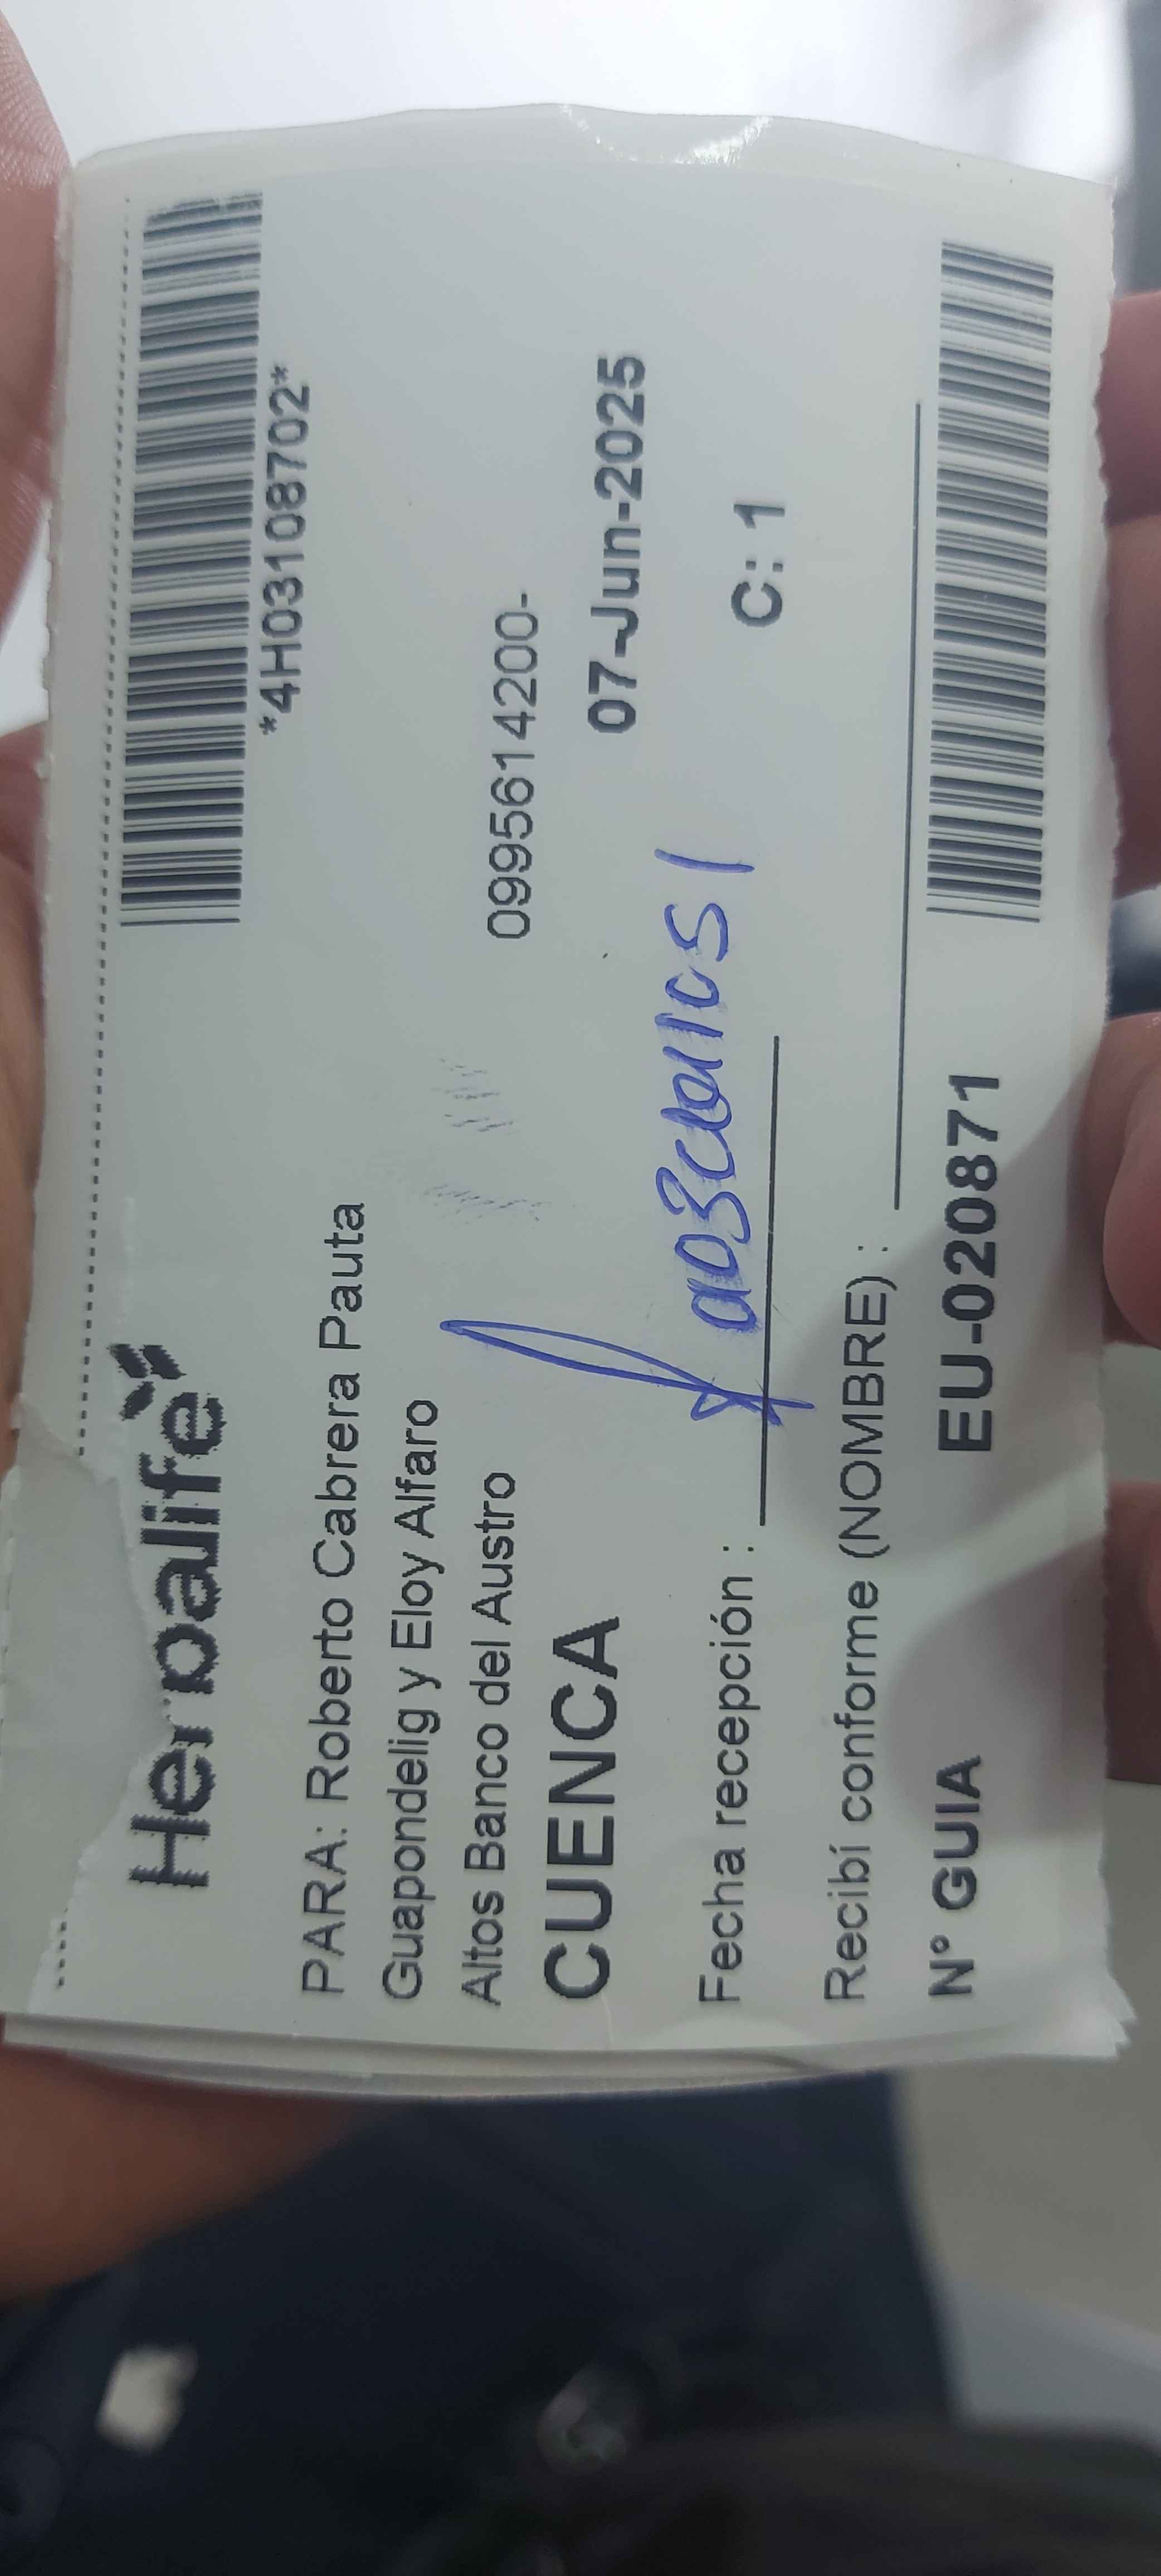 Herbalife
*4H03108702*
PARA: Roberto Cabrera Pauta
Guapondelig y Eloy Alfaro
Altos Banco del Austro
0995614200-
CUENCA
07-Jun-2025
Fecha recepción :
C: 1
Recibí conforme (NOMBRE) :
N° GUIA
EU-020871